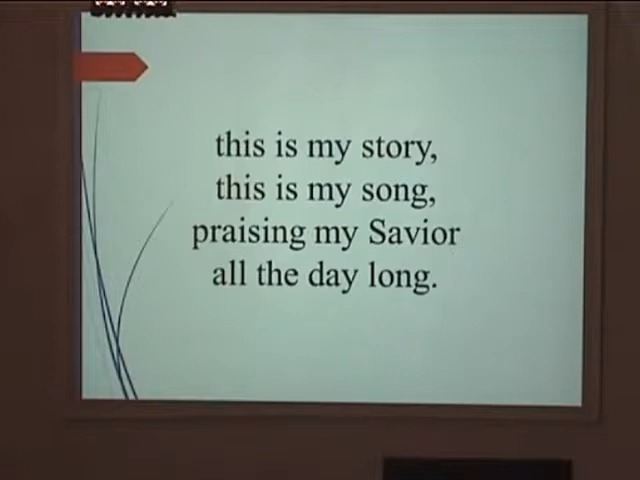 this is my story,
this is my song,
praising my Savior
all the day long.